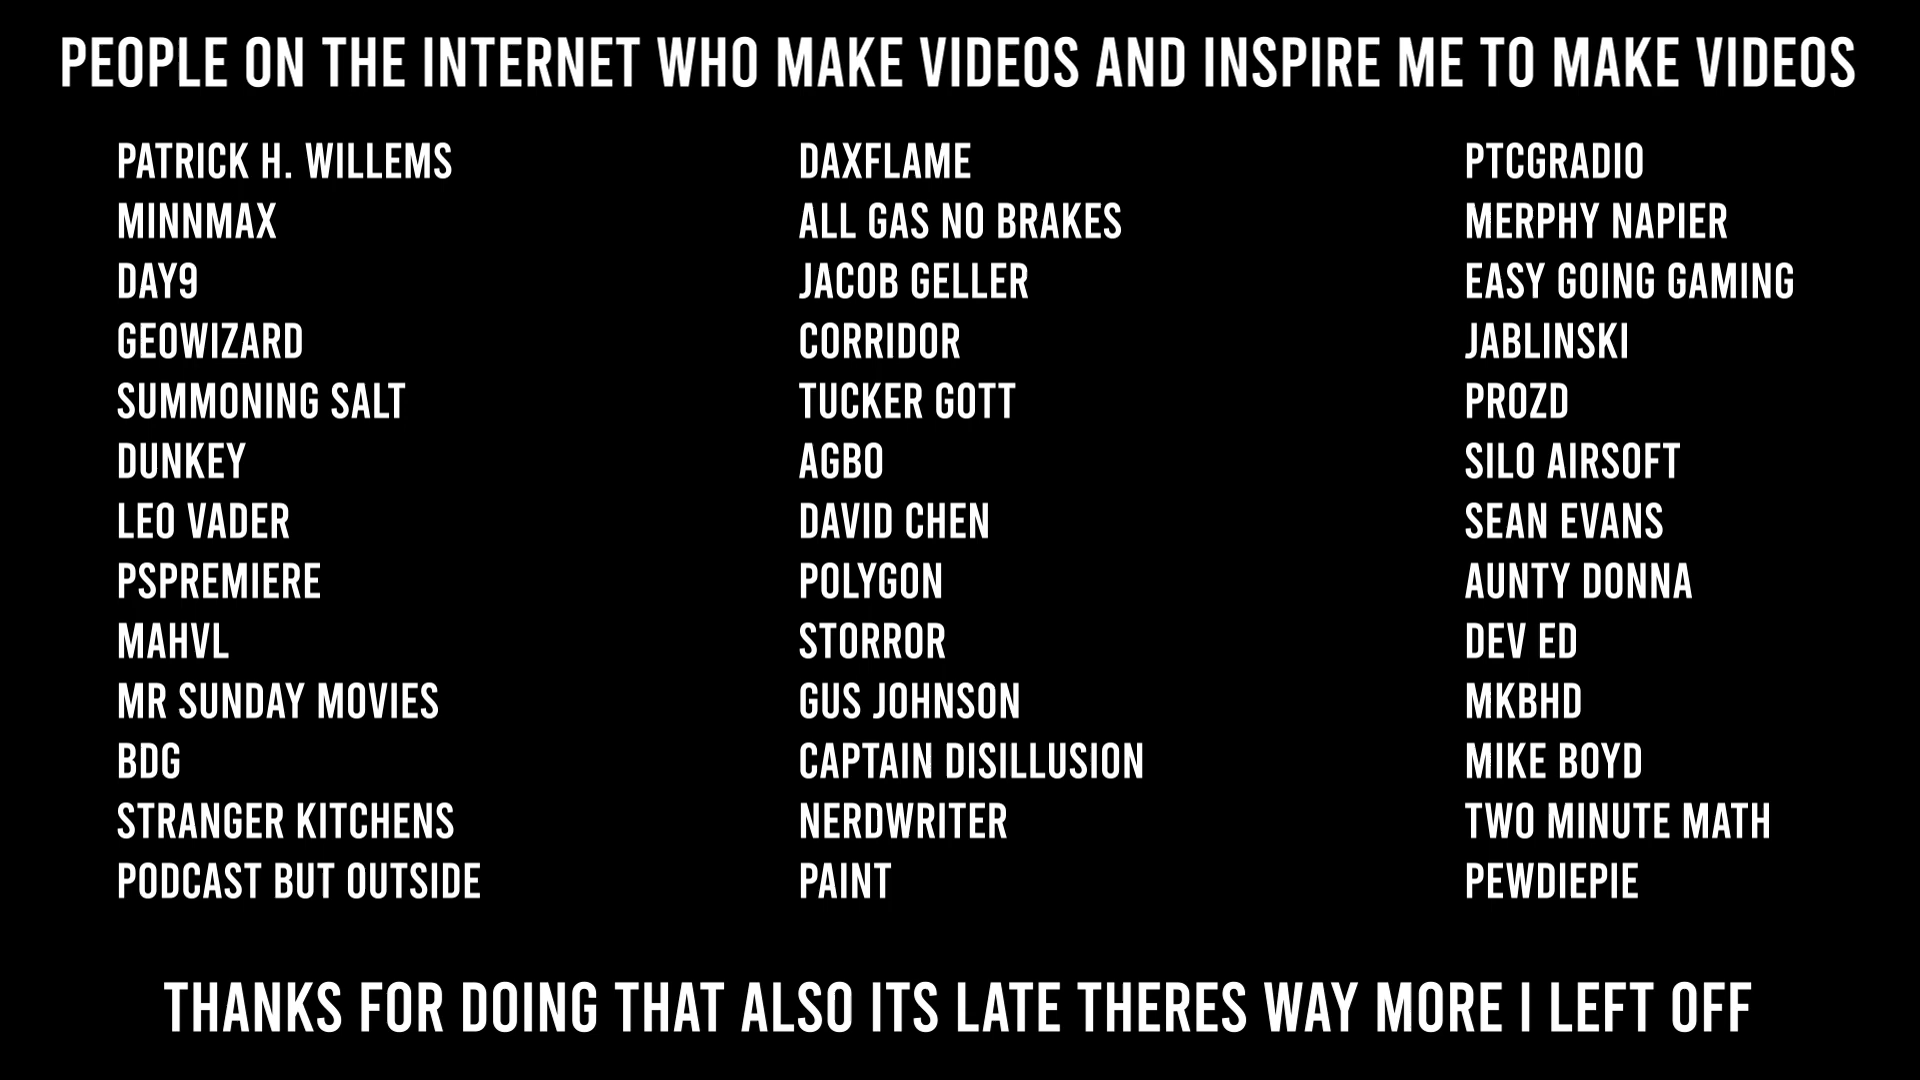 PEOPLE ON THE INTERNET WHO MAKE VIDEOS AND INSPIRE ME TO MAKE VIDEOS
PATRICK H. WILLEMS
MINNMAX
DAY9
GEOWIZARD
SUMMONING SALT
DUNKEY
LEO VADER
PSPREMIERE
MAHVL
MR SUNDAY MOVIES
BDG
STRANGER KITCHENS
PODCAST BUT OUTSIDE
DAXFLAME
ALL GAS NO BRAKES
JACOB GELLER
CORRIDOR
TUCKER GOTT
AGBO
DAVID CHEN
POLYGON
STORROR
GUS JOHNSON
CAPTAIN DISILLUSION
NERDWRITER
PAINT
PTCGRADIO
MERPHY NAPIER
EASY GOING GAMING
JABLINSKI
PROZD
SILO AIRSOFT
SEAN EVANS
AUNTY DONNA
DEV ED
MKBHD
MIKE BOYD
TWO MINUTE MATH
PEWDIEPIE
THANKS FOR DOING THAT ALSO ITS LATE THERES WAY MORE I LEFT OFF